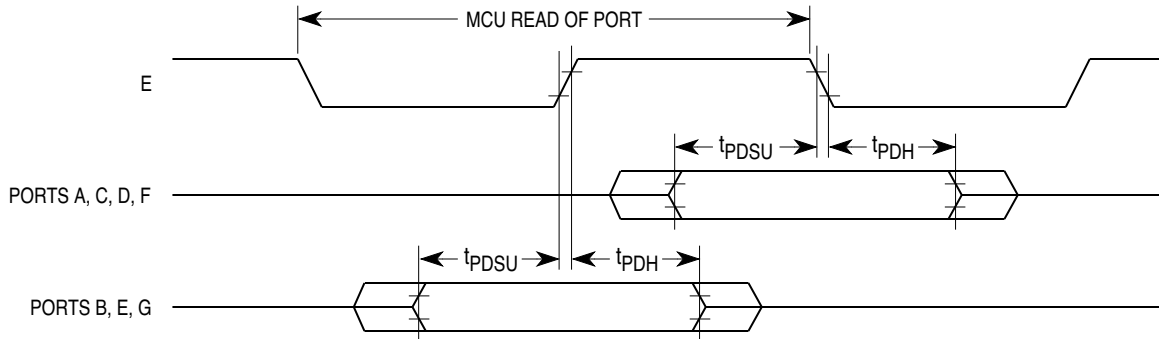 MCU READ OF PORT
E
tPDSU
tPDH
PORTS A, C, D, F
tPDSU
tPDH
PORTS B, E, G